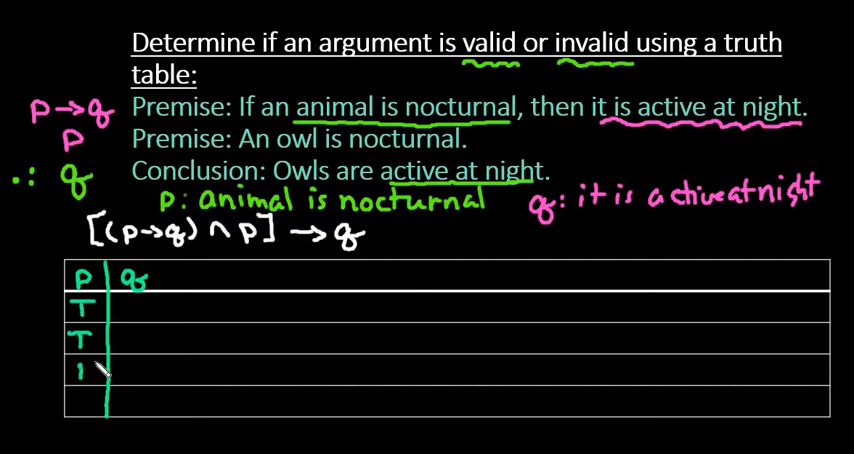 Determine if an argument is valid or invalid using a truth
table:
p→q Premise: If an animal is nocturnal, then it is active at night.
p Premise: An owl is nocturnal.
∴ q Conclusion: Owls are active at night.
p: animal is nocturnal q: it is active at night
[(p→q) ∧ p] → q
P q
T
T